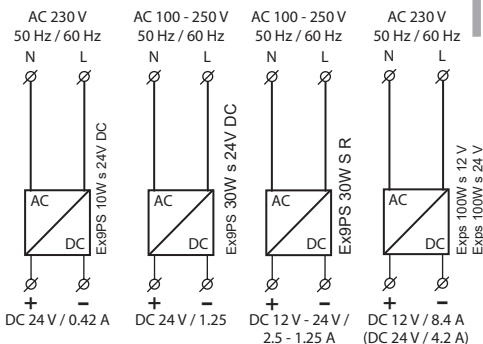 AC 230 V
50 Hz / 60 Hz
N L
AC
DC
Ex9PS 10W s 24V DC
+ –
DC 24 V / 0.42 A
AC 100 - 250 V
50 Hz / 60 Hz
N L
AC
DC
Ex9PS 30W s 24V DC
+ –
DC 24 V / 1.25
AC 100 - 250 V
50 Hz / 60 Hz
N L
AC
DC
Ex9PS 30W S R
+ –
DC 12 V - 24 V /
2.5 - 1.25 A
AC 230 V
50 Hz / 60 Hz
N L
AC
DC
Exps 100W s 12 V
Exps 100W s 24 V
+ –
DC 12 V / 8.4 A
(DC 24 V / 4.2 A)